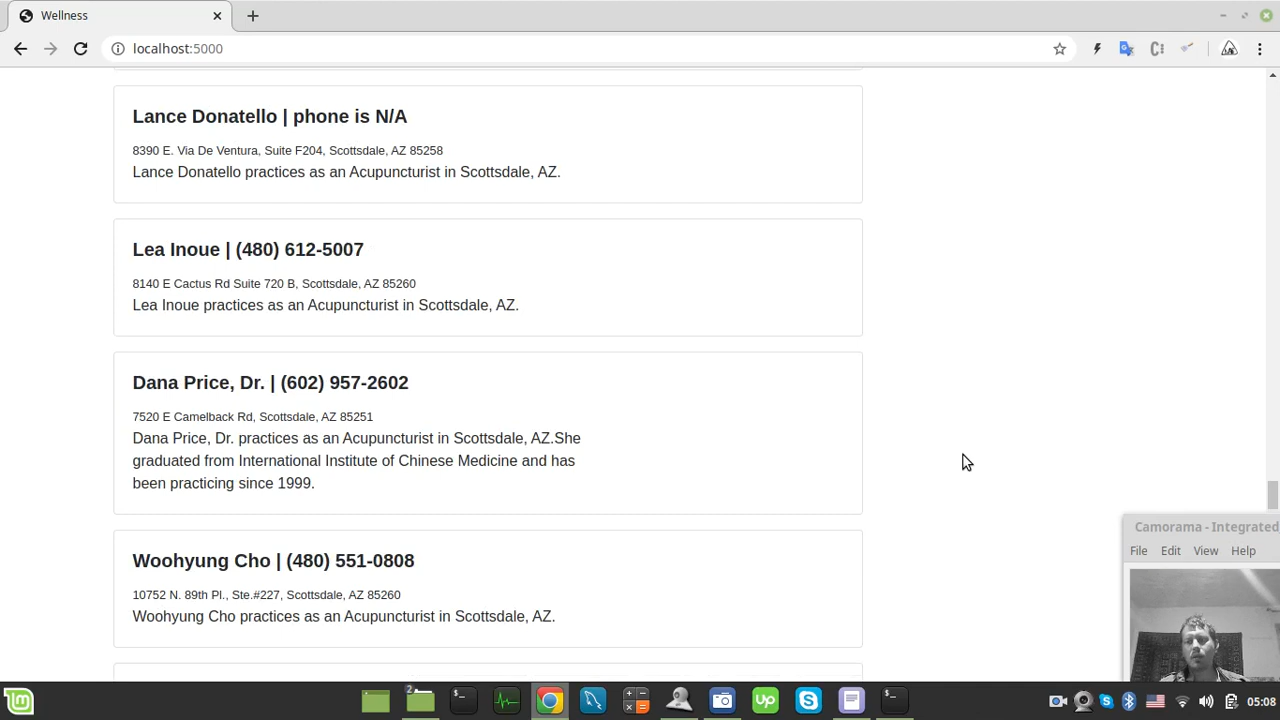 Wellness
localhost:5000
Lance Donatello | phone is N/A
8390 E. Via De Ventura, Suite F204, Scottsdale, AZ 85258
Lance Donatello practices as an Acupuncturist in Scottsdale, AZ.
Lea Inoue | (480) 612-5007
8140 E Cactus Rd Suite 720 B, Scottsdale, AZ 85260
Lea Inoue practices as an Acupuncturist in Scottsdale, AZ.
Dana Price, Dr. | (602) 957-2602
7520 E Camelback Rd, Scottsdale, AZ 85251
Dana Price, Dr. practices as an Acupuncturist in Scottsdale, AZ.She
graduated from International Institute of Chinese Medicine and has
been practicing since 1999.
Woohyung Cho | (480) 551-0808
10752 N. 89th Pl., Ste.#227, Scottsdale, AZ 85260
Woohyung Cho practices as an Acupuncturist in Scottsdale, AZ.
Camorama - Integrated
File Edit View Help
2
up
05:08